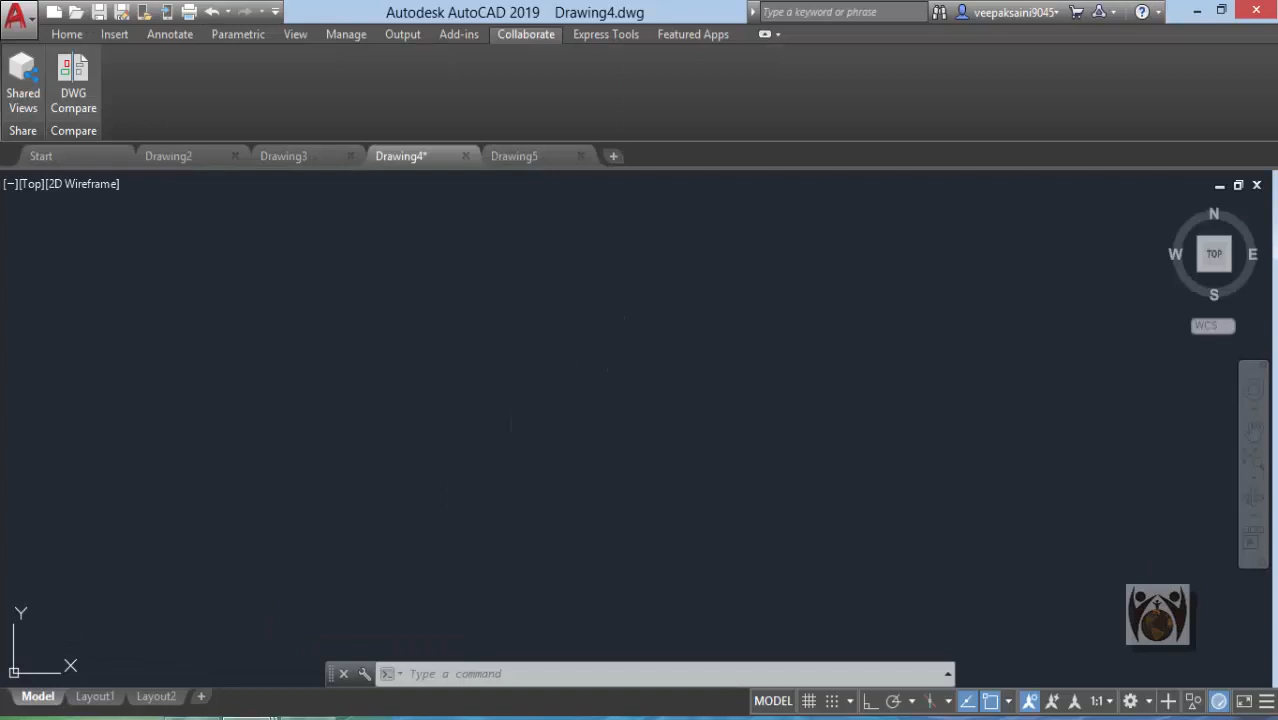 Autodesk AutoCAD 2019 Drawing4.dwg
Type a keyword or phrase
veepaksaini9045
Home Insert Annotate Parametric View Manage Output Add-ins Collaborate Express Tools Featured Apps
Shared Views
DWG Compare
Share Compare
Start Drawing2 Drawing3 Drawing4* Drawing5
[−][Top][2D Wireframe]
N
W TOP E
S
WCS
Y
X
Type a command
Model Layout1 Layout2
MODEL 1:1